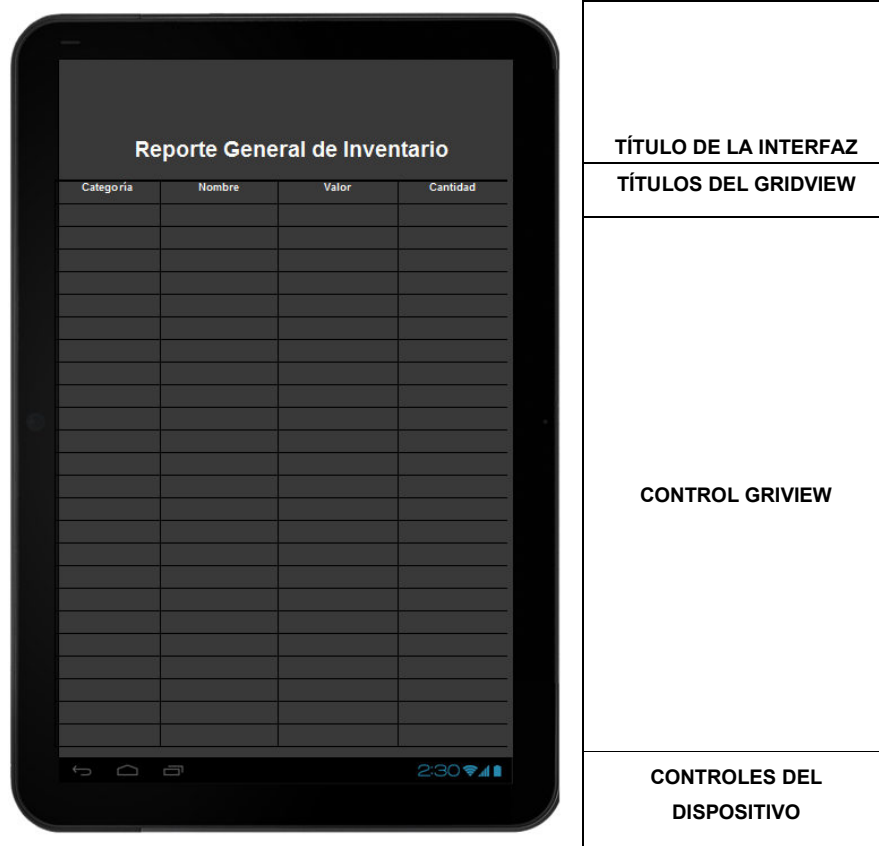 Reporte General de Inventario
Categoría Nombre Valor Cantidad
2:30
TÍTULO DE LA INTERFAZ
TÍTULOS DEL GRIDVIEW
CONTROL GRIVIEW
CONTROLES DEL
DISPOSITIVO